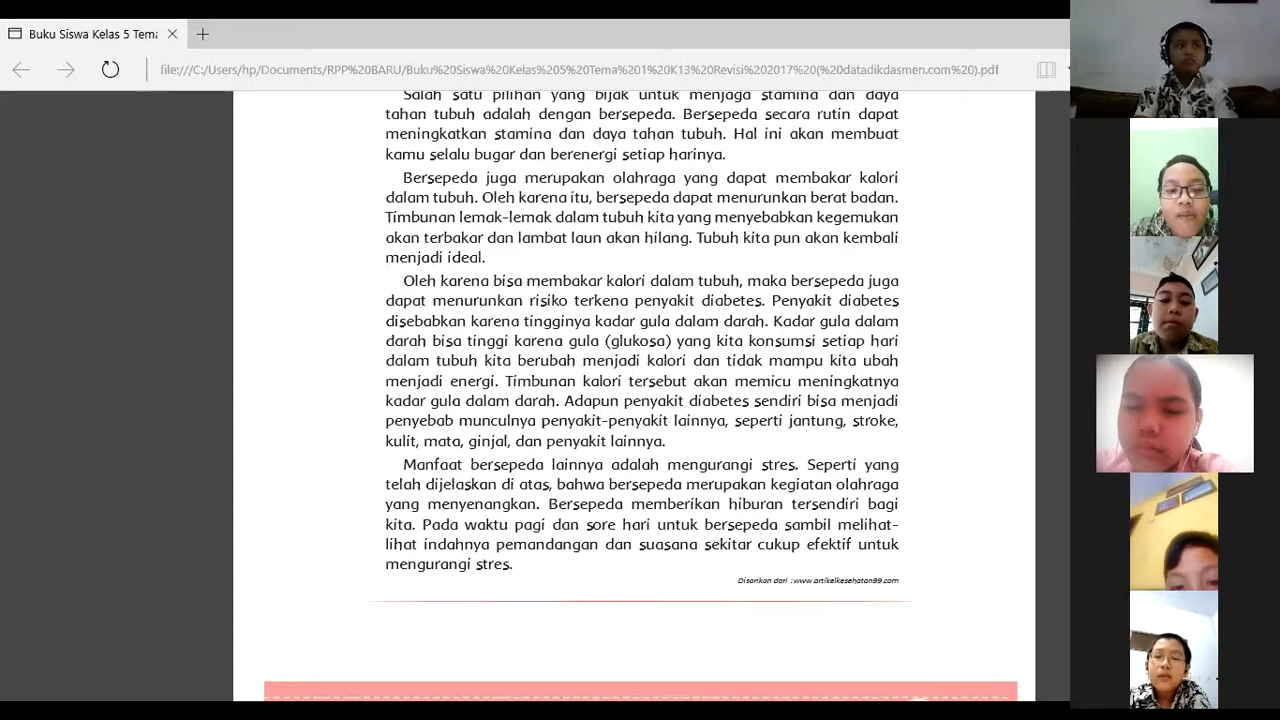 Buku Siswa Kelas 5 Tema
file:///C:/Users/hp/Documents/RPP%20BARU/Buku%20Siswa%20Kelas%205%20Tema%201%20K13%20Revisi%202017%20(%20datadikdasmen.com%20).pdf
Salah satu pilihan yang bijak untuk menjaga stamina dan daya
tahan tubuh adalah dengan bersepeda. Bersepeda secara rutin dapat
meningkatkan stamina dan daya tahan tubuh. Hal ini akan membuat
kamu selalu bugar dan berenergi setiap harinya.
Bersepeda juga merupakan olahraga yang dapat membakar kalori
dalam tubuh. Oleh karena itu, bersepeda dapat menurunkan berat badan.
Timbunan lemak-lemak dalam tubuh kita yang menyebabkan kegemukan
akan terbakar dan lambat laun akan hilang. Tubuh kita pun akan kembali
menjadi ideal.
Oleh karena bisa membakar kalori dalam tubuh, maka bersepeda juga
dapat menurunkan risiko terkena penyakit diabetes. Penyakit diabetes
disebabkan karena tingginya kadar gula dalam darah. Kadar gula dalam
darah bisa tinggi karena gula (glukosa) yang kita konsumsi setiap hari
dalam tubuh kita berubah menjadi kalori dan tidak mampu kita ubah
menjadi energi. Timbunan kalori tersebut akan memicu meningkatnya
kadar gula dalam darah. Adapun penyakit diabetes sendiri bisa menjadi
penyebab munculnya penyakit-penyakit lainnya, seperti jantung, stroke,
kulit, mata, ginjal, dan penyakit lainnya.
Manfaat bersepeda lainnya adalah mengurangi stres. Seperti yang
telah dijelaskan di atas, bahwa bersepeda merupakan kegiatan olahraga
yang menyenangkan. Bersepeda memberikan hiburan tersendiri bagi
kita. Pada waktu pagi dan sore hari untuk bersepeda sambil melihat-
lihat indahnya pemandangan dan suasana sekitar cukup efektif untuk
mengurangi stres.
Disarikan dari : www.artikelkesehatan99.com